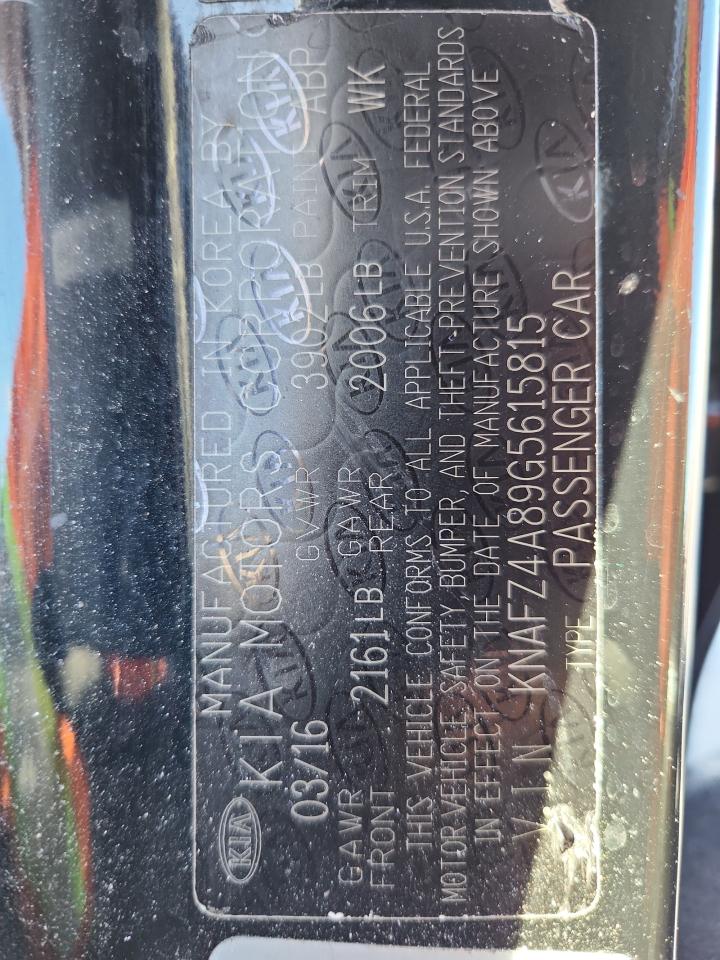 MANUFACTURED IN KOREA BY
KIA KIA MOTORS CORPORATION
03/16 GVWR LB PAINT ABP
GAWR FRONT 2161LB GAWR REAR 2006LB TRIM WK
THIS VEHICLE CONFORMS TO ALL APPLICABLE U.S.A. FEDERAL
MOTOR VEHICLE SAFETY, BUMPER, AND THEFT PREVENTION STANDARDS
IN EFFECT ON THE DATE OF MANUFACTURE SHOWN ABOVE
VIN KNAFZ4A89G5615815
TYPE PASSENGER CAR